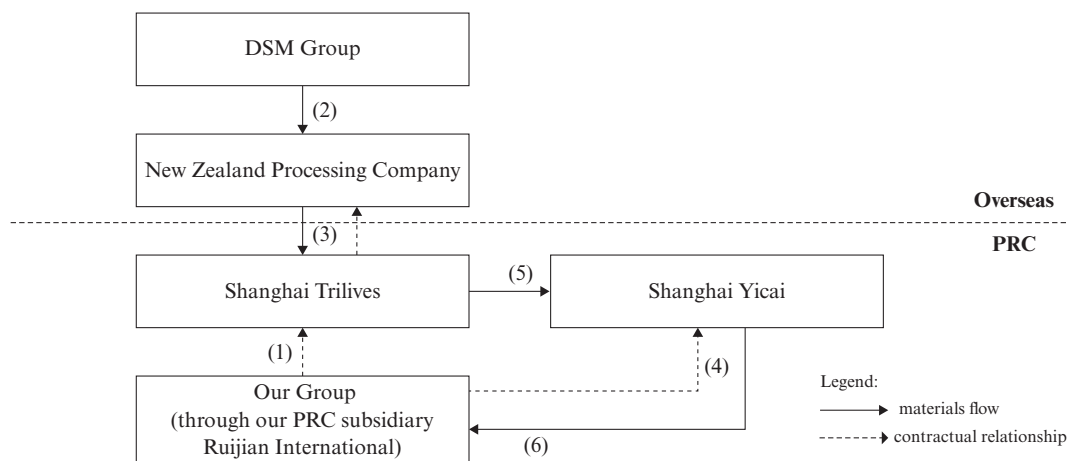 DSM Group
(2)
New Zealand Processing Company
Overseas
(3)
PRC
Shanghai Trilives
(5)
Shanghai Yicai
(1)
(4)
Our Group
(through our PRC subsidiary
Ruijian International)
(6)
Legend:
materials flow
contractual relationship